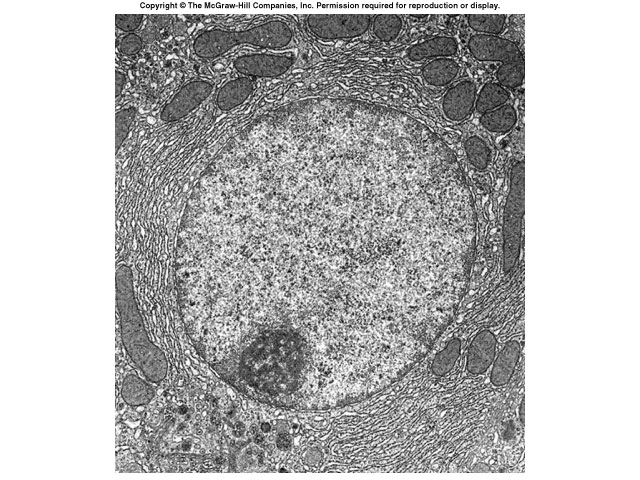 Copyright © The McGraw-Hill Companies, Inc. Permission required for reproduction or display.